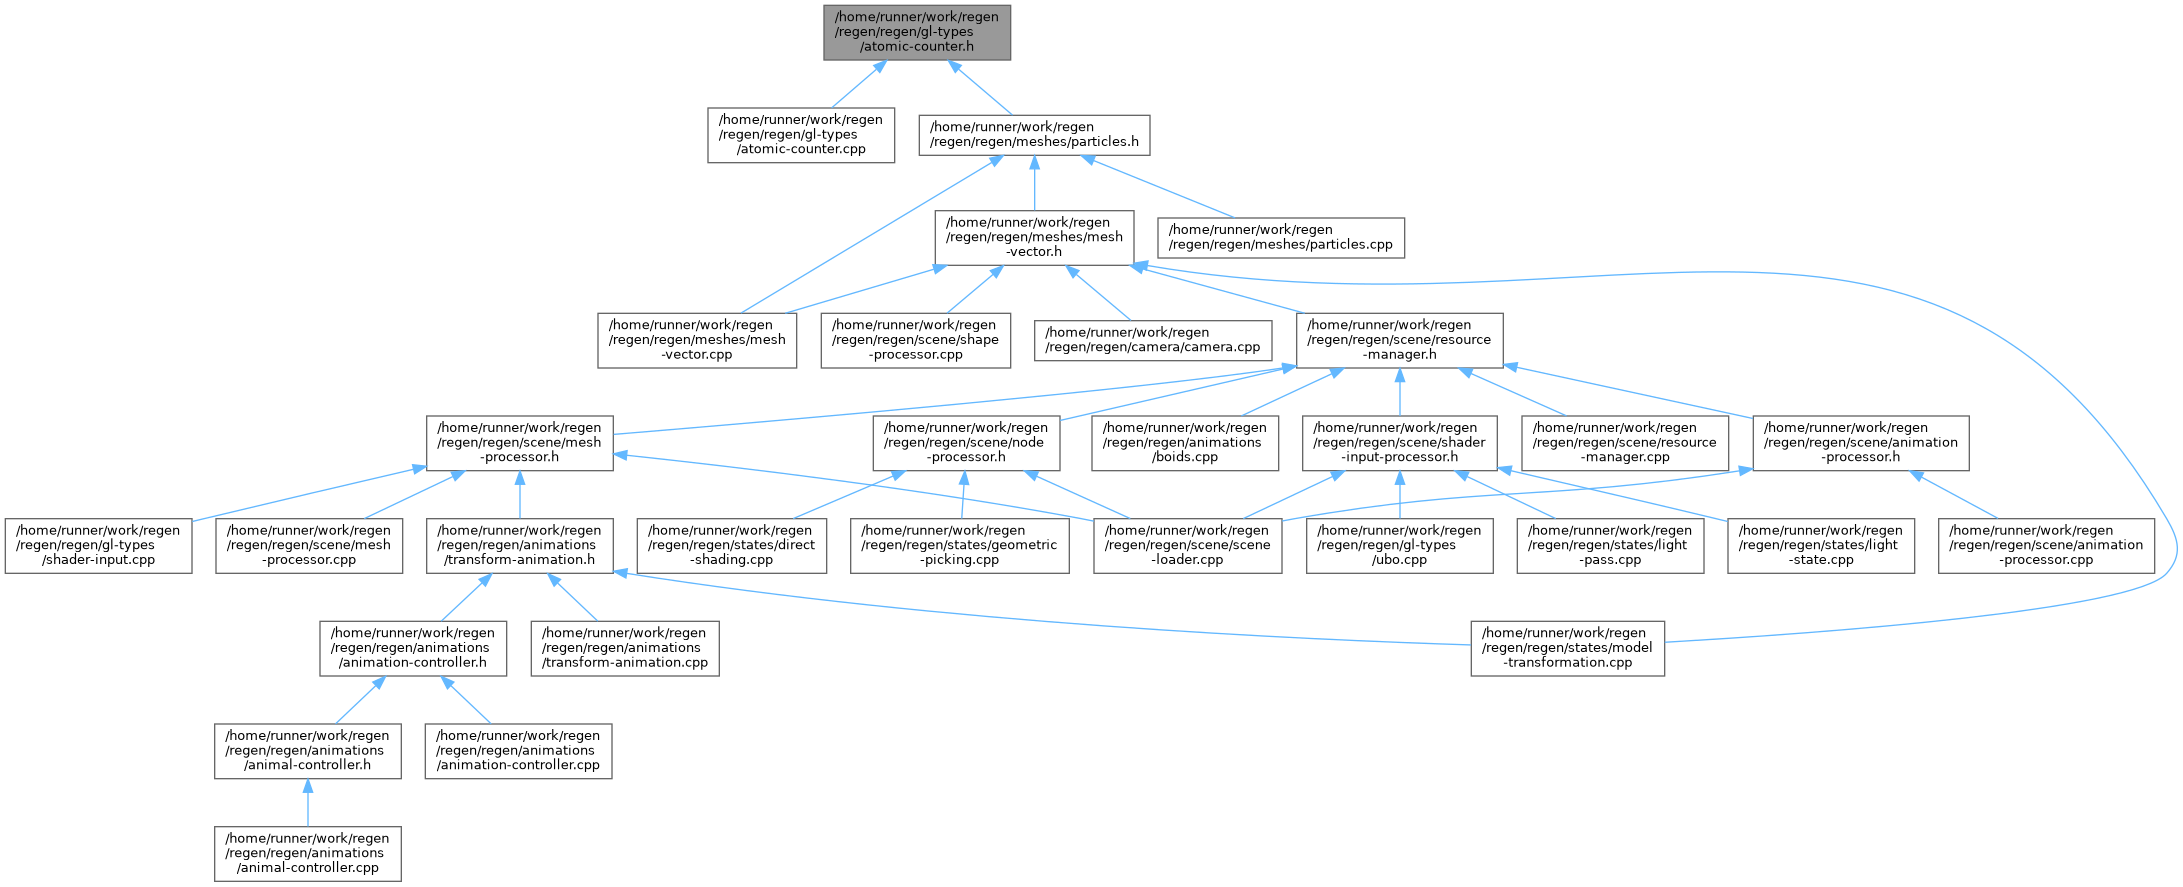 /home/runner/work/regen
/regen/regen/gl-types
/atomic-counter.h
/home/runner/work/regen
/regen/regen/gl-types
/atomic-counter.cpp
/home/runner/work/regen
/regen/regen/meshes/particles.h
/home/runner/work/regen
/regen/regen/meshes/mesh
-vector.h
/home/runner/work/regen
/regen/regen/meshes/particles.cpp
/home/runner/work/regen
/regen/regen/meshes/mesh
-vector.cpp
/home/runner/work/regen
/regen/regen/scene/shape
-processor.cpp
/home/runner/work/regen
/regen/regen/camera/camera.cpp
/home/runner/work/regen
/regen/regen/scene/resource
-manager.h
/home/runner/work/regen
/regen/regen/scene/mesh
-processor.h
/home/runner/work/regen
/regen/regen/scene/node
-processor.h
/home/runner/work/regen
/regen/regen/animations
/boids.cpp
/home/runner/work/regen
/regen/regen/scene/shader
-input-processor.h
/home/runner/work/regen
/regen/regen/scene/resource
-manager.cpp
/home/runner/work/regen
/regen/regen/scene/animation
-processor.h
/home/runner/work/regen
/regen/regen/gl-types
/shader-input.cpp
/home/runner/work/regen
/regen/regen/scene/mesh
-processor.cpp
/home/runner/work/regen
/regen/regen/animations
/transform-animation.h
/home/runner/work/regen
/regen/regen/states/direct
-shading.cpp
/home/runner/work/regen
/regen/regen/states/geometric
-picking.cpp
/home/runner/work/regen
/regen/regen/scene/scene
-loader.cpp
/home/runner/work/regen
/regen/regen/gl-types
/ubo.cpp
/home/runner/work/regen
/regen/regen/states/light
-pass.cpp
/home/runner/work/regen
/regen/regen/states/light
-state.cpp
/home/runner/work/regen
/regen/regen/scene/animation
-processor.cpp
/home/runner/work/regen
/regen/regen/animations
/animation-controller.h
/home/runner/work/regen
/regen/regen/animations
/transform-animation.cpp
/home/runner/work/regen
/regen/regen/states/model
-transformation.cpp
/home/runner/work/regen
/regen/regen/animations
/animal-controller.h
/home/runner/work/regen
/regen/regen/animations
/animation-controller.cpp
/home/runner/work/regen
/regen/regen/animations
/animal-controller.cpp